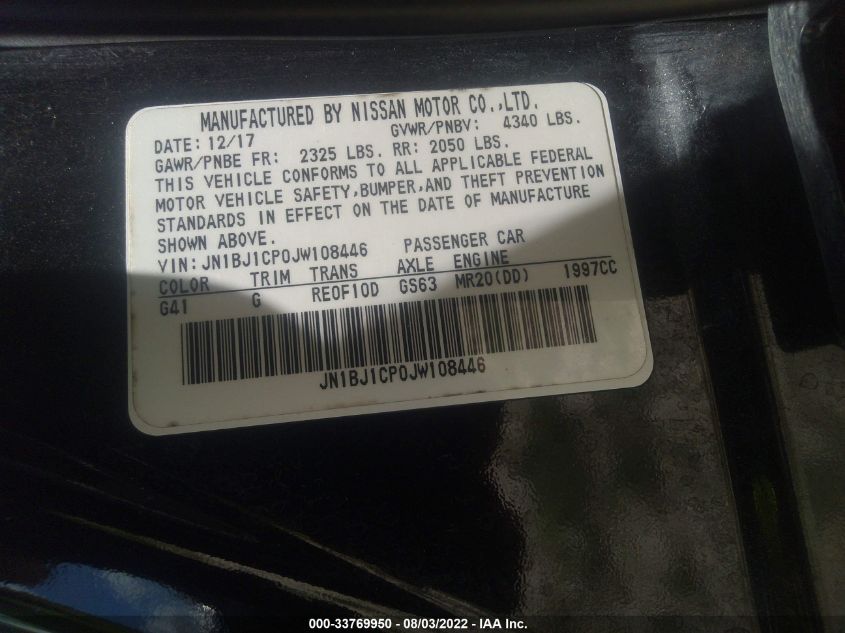 MANUFACTURED BY NISSAN MOTOR CO.,LTD.
DATE: 12/17 GVWR/PNBV: 4340 LBS.
GAWR/PNBE FR: 2325 LBS. RR: 2050 LBS.
THIS VEHICLE CONFORMS TO ALL APPLICABLE FEDERAL
MOTOR VEHICLE SAFETY,BUMPER,AND THEFT PREVENTION
STANDARDS IN EFFECT ON THE DATE OF MANUFACTURE
SHOWN ABOVE.
VIN:JN1BJ1CP0JW108446 PASSENGER CAR
COLOR TRIM TRANS AXLE ENGINE
G41 G RE0F10D GS63 MR20(DD) 1997CC
JN1BJ1CP0JW108446
000-33769950 - 08/03/2022 - IAA Inc.